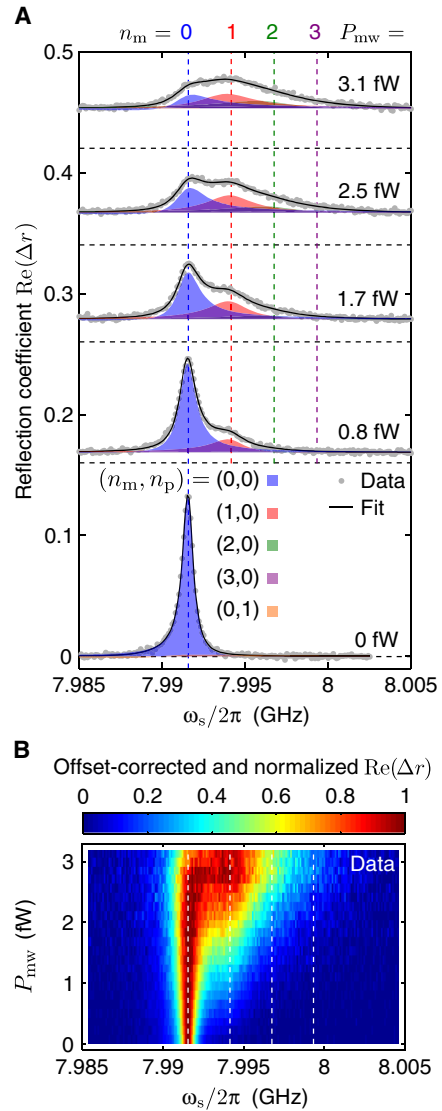 A
n_m = 0 1 2 3 P_mw =
0.5
3.1 fW
0.4
2.5 fW
0.3
1.7 fW
0.2
0.8 fW
(n_m, n_p) = (0,0)
(1,0)
(2,0)
(3,0)
(0,1)
Data
Fit
0.1
0 fW
0
Reflection coefficient Re(Δr)
7.985 7.99 7.995 8 8.005
ω_s/2π (GHz)
B
Offset-corrected and normalized Re(Δr)
0 0.2 0.4 0.6 0.8 1
Data
3
2
1
0
P_mw (fW)
7.985 7.99 7.995 8 8.005
ω_s/2π (GHz)